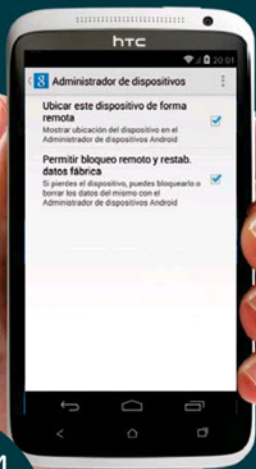 htc
20:01
Administrador de dispositivos
Ubicar este dispositivo de forma
remota
Mostrar ubicación del dispositivo en el
Administrador de dispositivos Android
Permitir bloqueo remoto y restab.
datos fábrica
Si pierdes el dispositivo, puedes bloquearlo o
borrar los datos del mismo con el
Administrador de dispositivos Android